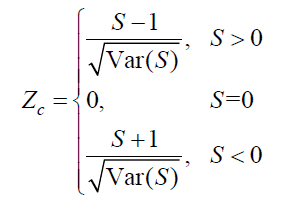 Z_c = { (S − 1) / √Var(S), S > 0
0, S=0
(S + 1) / √Var(S), S < 0